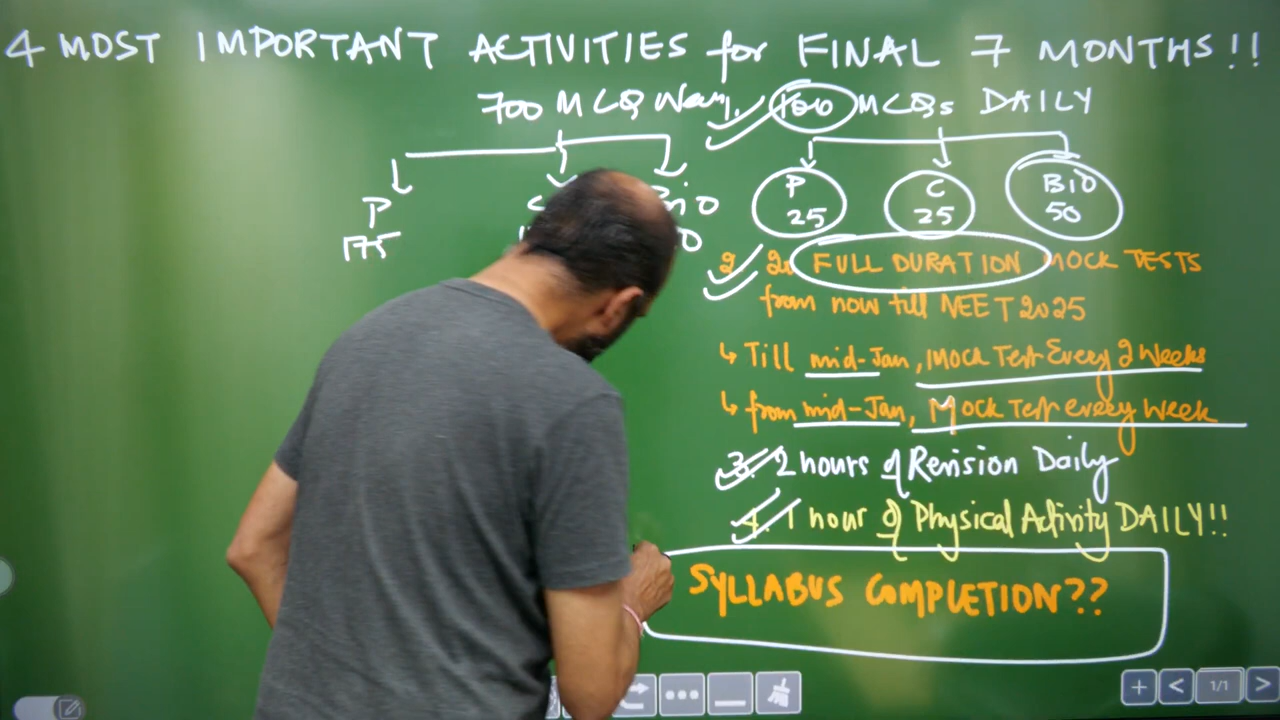 4 MOST IMPORTANT ACTIVITIES for FINAL 7 MONTHS!!
700 MCQ 100 MCQs DAILY
P
175
P C BiO
25 25 50
2. FULL DURATION MOCK TESTS
from now till NEET 2025
↳ Till mid-Jan, Mock Test Every 2 Weeks
↳ from mid-Jan, Mock Test every Week
3. 2 hours of Revision Daily
4. 1 hour of Physical Activity DAILY!!
SYLLABUS COMPLETION??
1/1